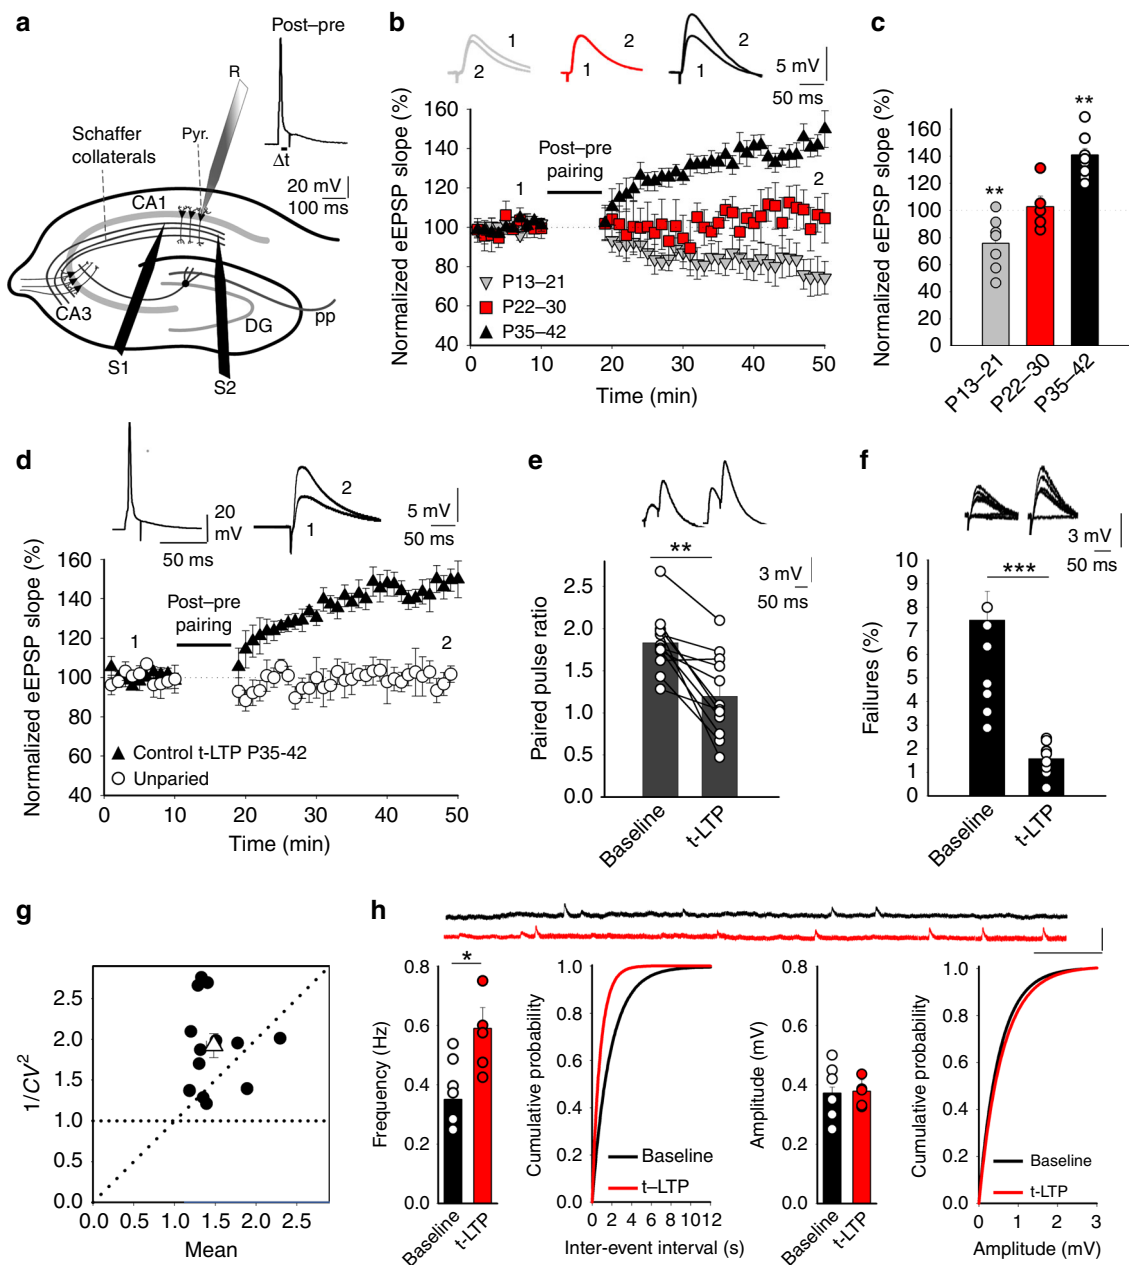 a
Post–pre
R
Schaffer
collaterals
Pyr.
Δt
20 mV
100 ms
CA1
CA3
DG
pp
S1
S2
b
1
2
2
1
2
1
5 mV
50 ms
Normalized eEPSP slope (%)
160
140
120
100
80
60
40
Post–pre
pairing
1
2
P13–21
P22–30
P35–42
0
10
20
30
40
50
Time (min)
c
Normalized eEPSP slope (%)
160
140
120
100
80
60
40
20
0
**
**
P13–21
P22–30
P35–42
d
20
mV
50 ms
2
1
5 mV
50 ms
Normalized eEPSP slope (%)
160
140
120
100
80
60
40
Post–pre
pairing
1
2
Control t-LTP P35-42
Unparied
0
10
20
30
40
50
Time (min)
e
3 mV
50 ms
**
Paired pulse ratio
2.5
2.0
1.5
1.0
0.5
0.0
Baseline
t-LTP
f
3 mV
50 ms
***
Failures (%)
10
9
8
7
6
5
4
3
2
1
0
Baseline
t-LTP
g
1/CV²
2.5
2.0
1.5
1.0
0.5
0.0
0.0
0.5
1.0
1.5
2.0
2.5
Mean
h
Frequency (Hz)
0.8
0.6
0.4
0.2
0.0
*
Baseline
t-LTP
Cumulative probability
1.0
0.8
0.6
0.4
0.2
0.0
Baseline
t–LTP
0 2 4 6 8 10 12
Inter-event interval (s)
Amplitude (mV)
0.8
0.6
0.4
0.2
0.0
Baseline
t-LTP
Cumulative probability
1.0
0.8
0.6
0.4
0.2
0.0
Baseline
t-LTP
0 1 2 3
Amplitude (mV)